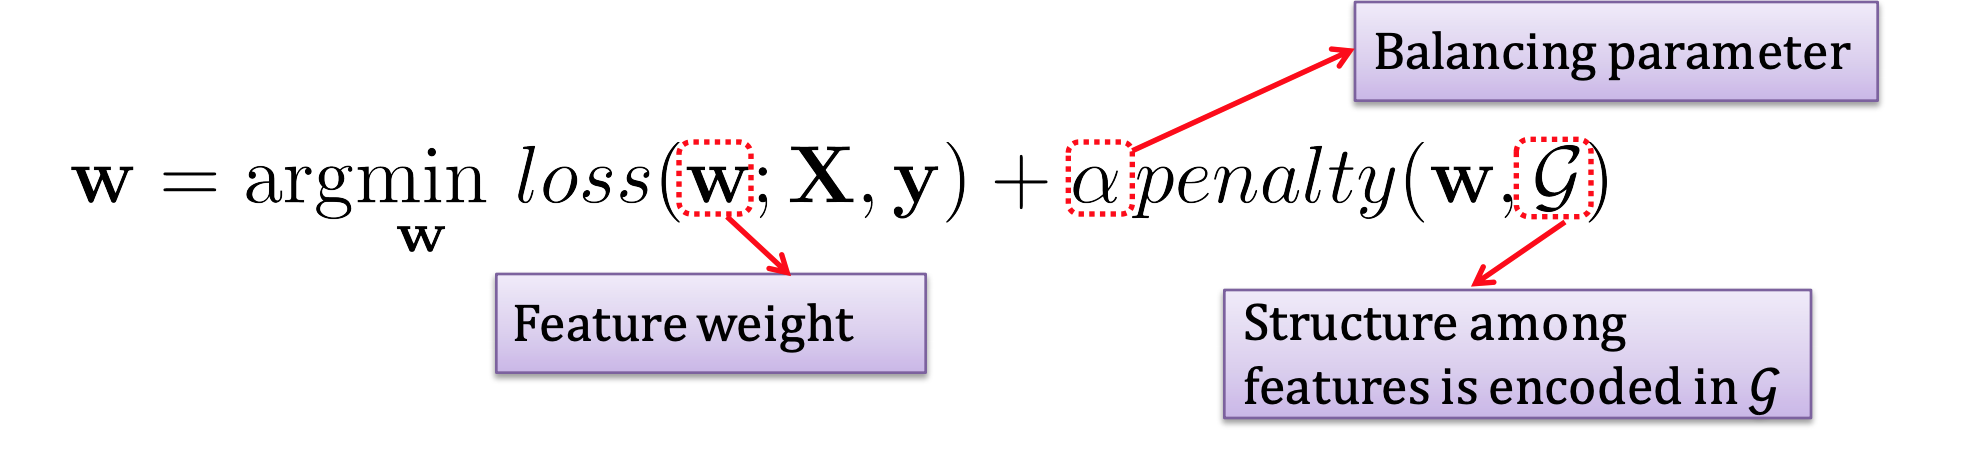 Balancing parameter
w = argmin loss(w; X, y) + α penalty(w, 𝒢)
w
Feature weight
Structure among
features is encoded in 𝒢